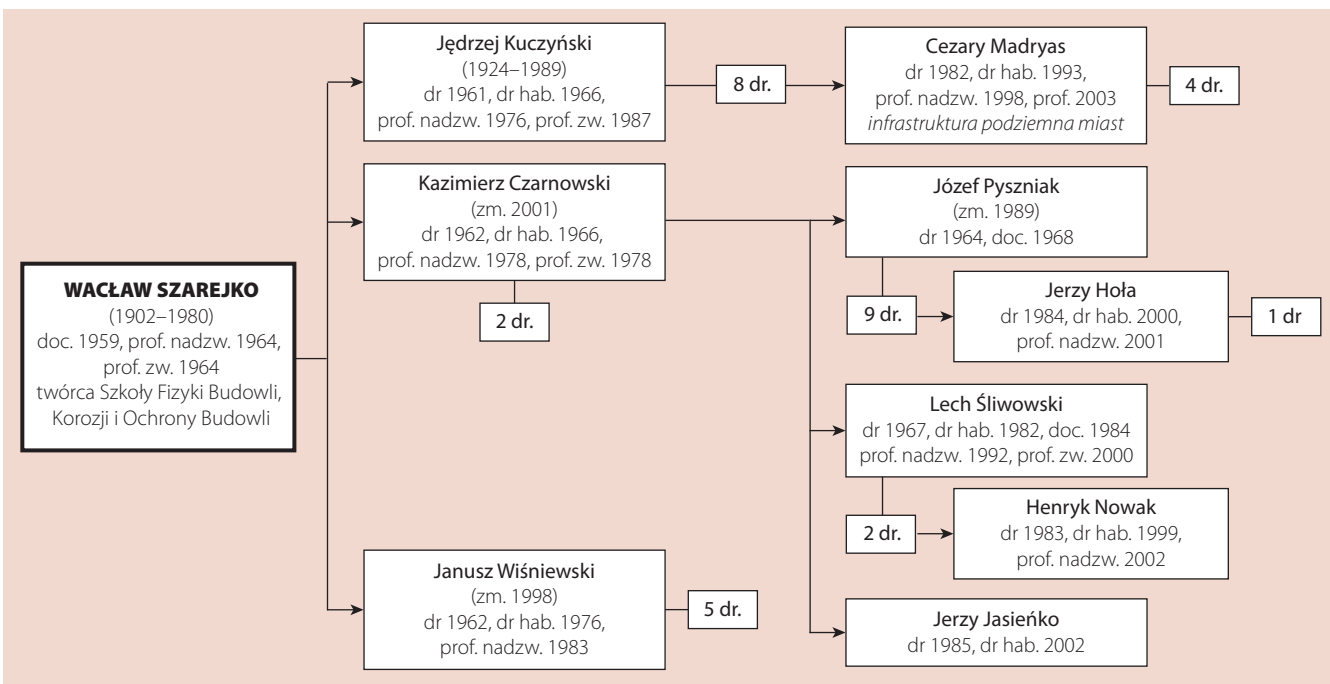 WACŁAW SZAREJKO
(1902–1980)
doc. 1959, prof. nadzw. 1964,
prof. zw. 1964
twórca Szkoły Fizyki Budowli,
Korozji i Ochrony Budowli
Jędrzej Kuczyński
(1924–1989)
dr 1961, dr hab. 1966,
prof. nadzw. 1976, prof. zw. 1987
8 dr.
Cezary Madryas
dr 1982, dr hab. 1993,
prof. nadzw. 1998, prof. 2003
infrastruktura podziemna miast
4 dr.
Kazimierz Czarnowski
(zm. 2001)
dr 1962, dr hab. 1966,
prof. nadzw. 1978, prof. zw. 1978
2 dr.
Józef Pyszniak
(zm. 1989)
dr 1964, doc. 1968
9 dr.
Jerzy Hoła
dr 1984, dr hab. 2000,
prof. nadzw. 2001
1 dr
Lech Śliwowski
dr 1967, dr hab. 1982, doc. 1984
prof. nadzw. 1992, prof. zw. 2000
2 dr.
Henryk Nowak
dr 1983, dr hab. 1999,
prof. nadzw. 2002
Jerzy Jasieńko
dr 1985, dr hab. 2002
Janusz Wiśniewski
(zm. 1998)
dr 1962, dr hab. 1976,
prof. nadzw. 1983
5 dr.